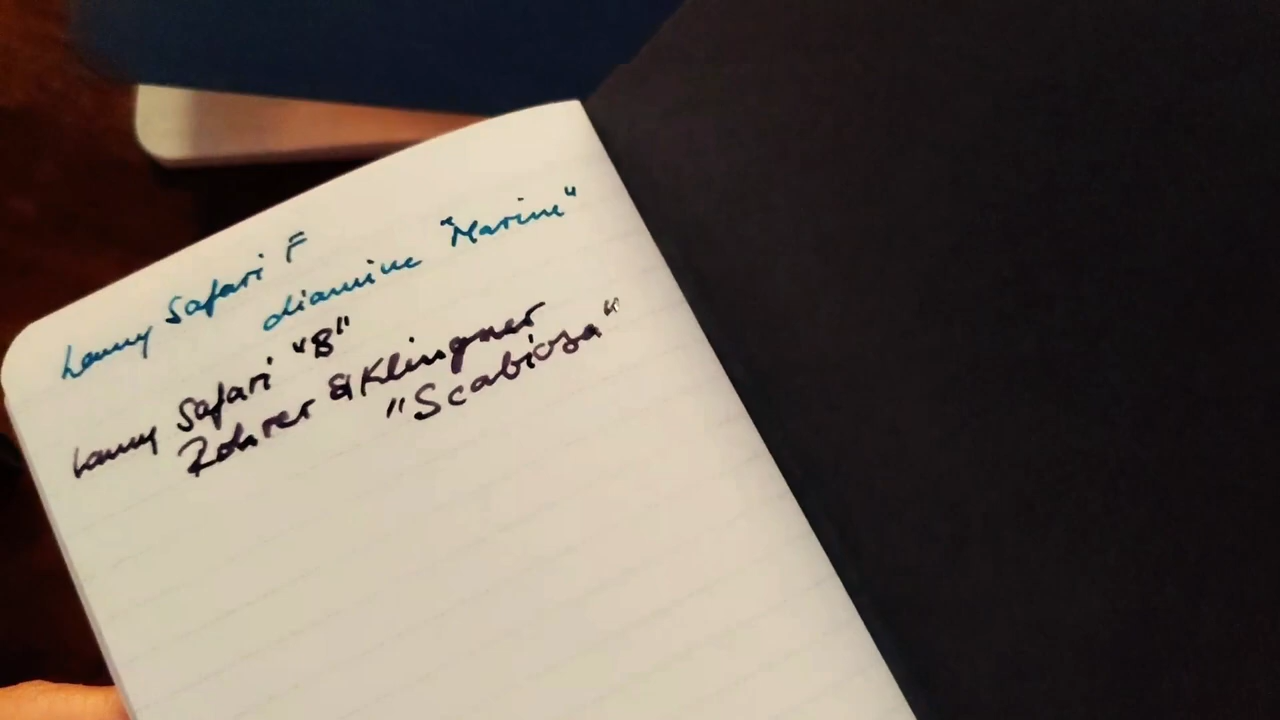 Lamy Safari F
diamine "Marine"
Lamy Safari "B"
Rohrer & Klingner
"Scabiosa"